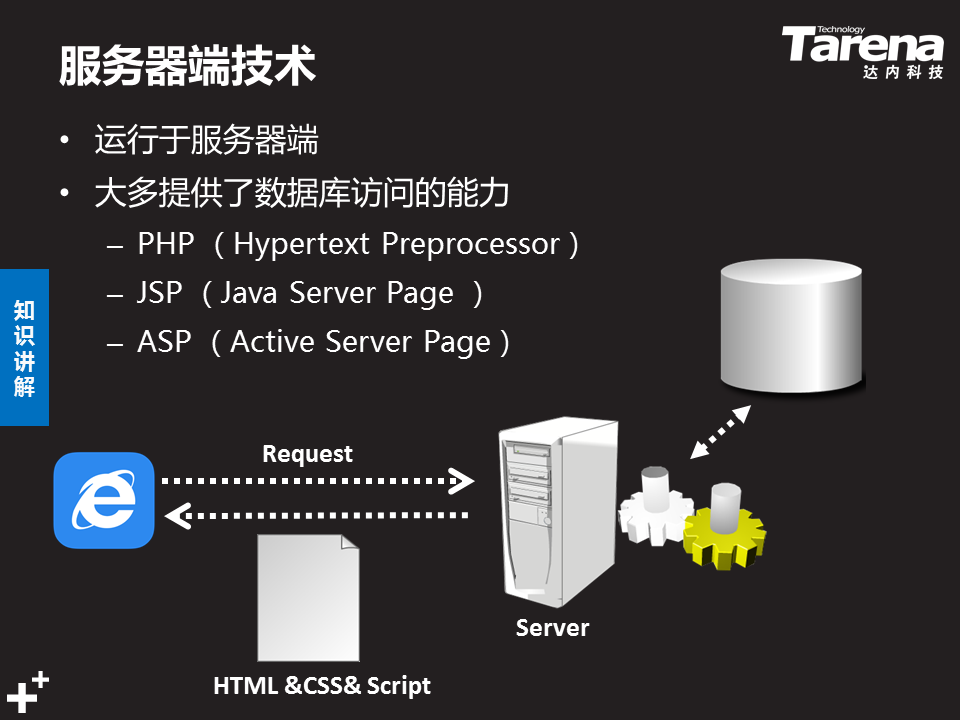 服务器端技术
Technology
Tarena
达内科技
• 运行于服务器端
• 大多提供了数据库访问的能力
– PHP （Hypertext Preprocessor）
– JSP （Java Server Page ）
– ASP （Active Server Page）
知识讲解
Request
Server
HTML &CSS& Script